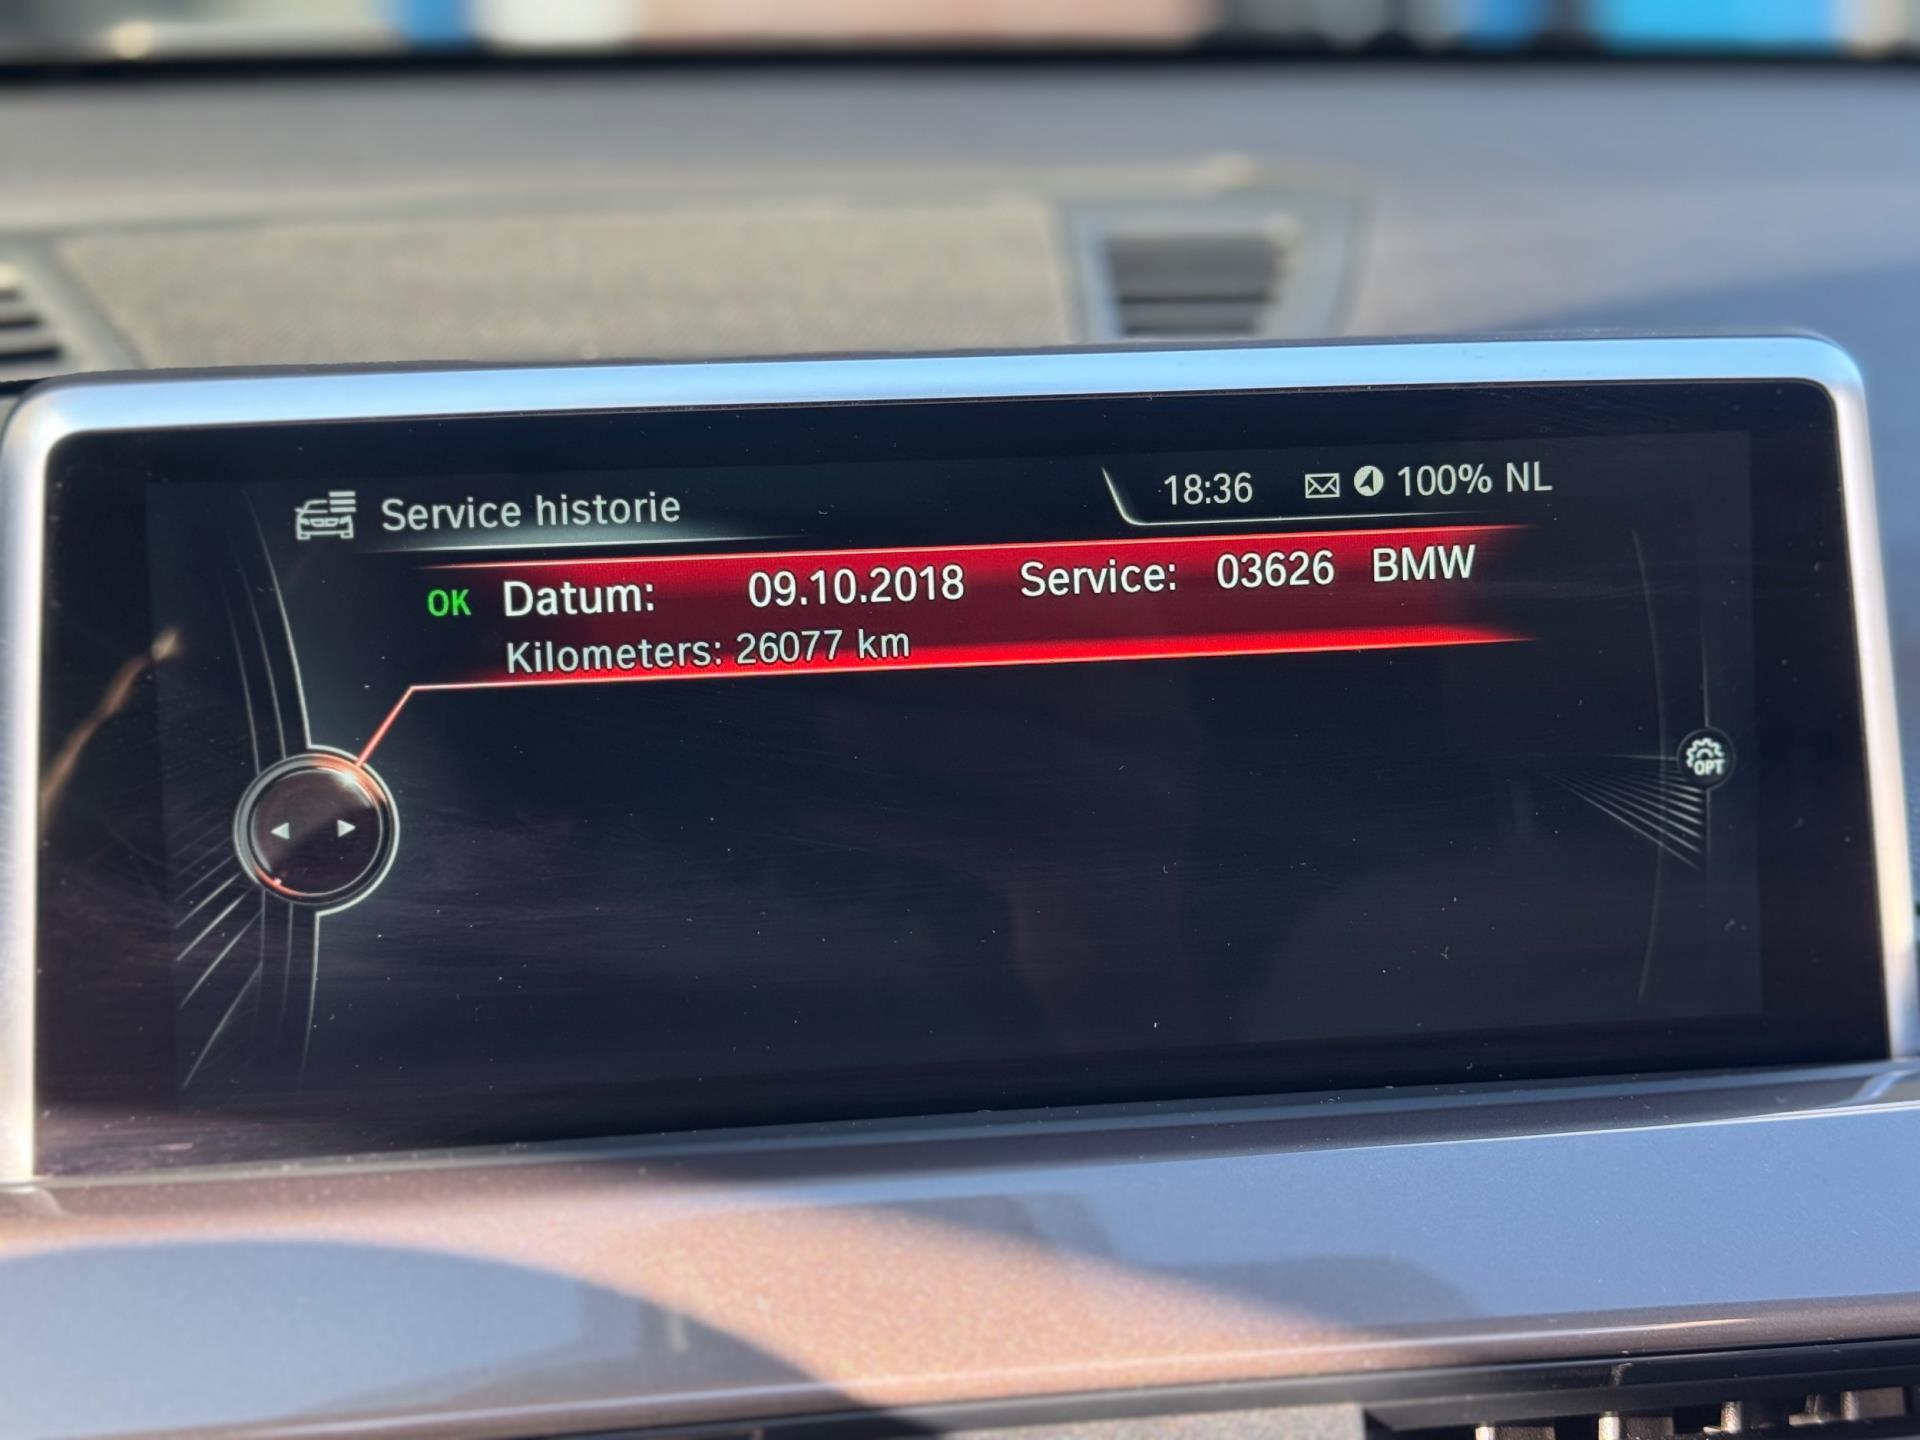 Service historie
18:36 100% NL
OK Datum: 09.10.2018 Service: 03626 BMW
Kilometers: 26077 km
OPT